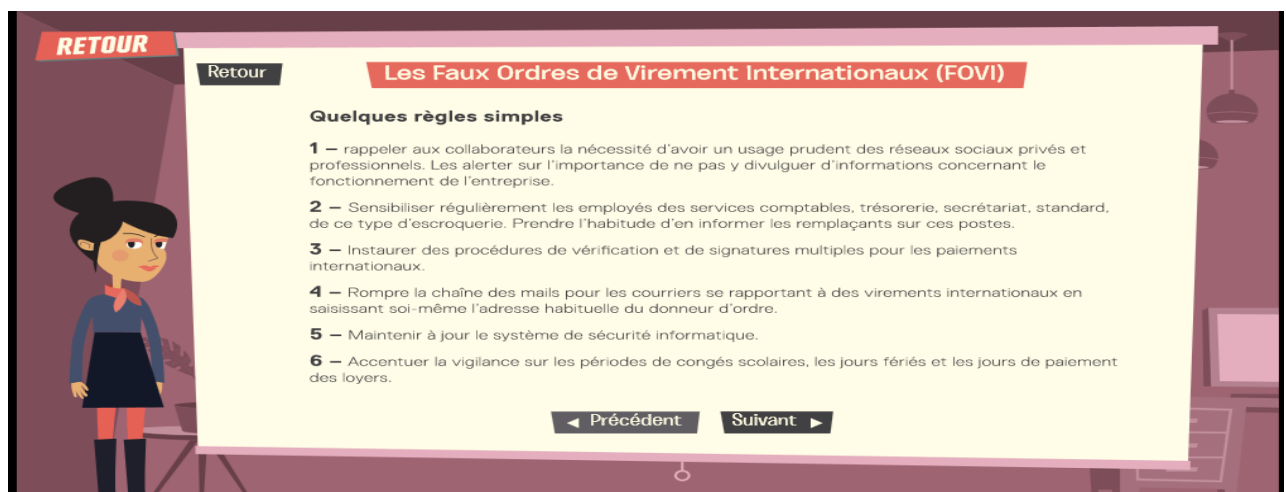 RETOUR
Retour
Les Faux Ordres de Virement Internationaux (FOVI)
Quelques règles simples
1 – rappeler aux collaborateurs la nécessité d'avoir un usage prudent des réseaux sociaux privés et
professionnels. Les alerter sur l'importance de ne pas y divulguer d'informations concernant le
fonctionnement de l'entreprise.
2 – Sensibiliser régulièrement les employés des services comptables, trésorerie, secrétariat, standard,
de ce type d'escroquerie. Prendre l'habitude d'en informer les remplaçants sur ces postes.
3 – Instaurer des procédures de vérification et de signatures multiples pour les paiements
internationaux.
4 – Rompre la chaîne des mails pour les courriers se rapportant à des virements internationaux en
saisissant soi-même l'adresse habituelle du donneur d'ordre.
5 – Maintenir à jour le système de sécurité informatique.
6 – Accentuer la vigilance sur les périodes de congés scolaires, les jours fériés et les jours de paiement
des loyers.
◄ Précédent Suivant ►